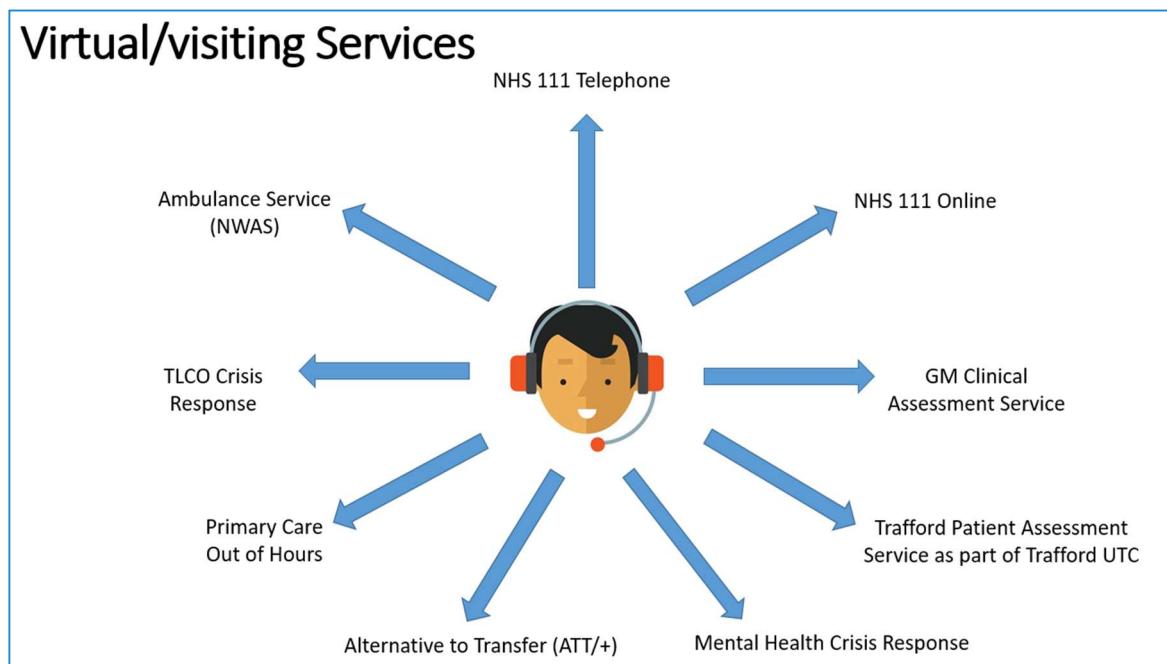 Virtual/visiting Services
NHS 111 Telephone
Ambulance Service
(NWAS)
NHS 111 Online
TLCO Crisis
Response
GM Clinical
Assessment Service
Primary Care
Out of Hours
Trafford Patient Assessment
Service as part of Trafford UTC
Alternative to Transfer (ATT/+)
Mental Health Crisis Response